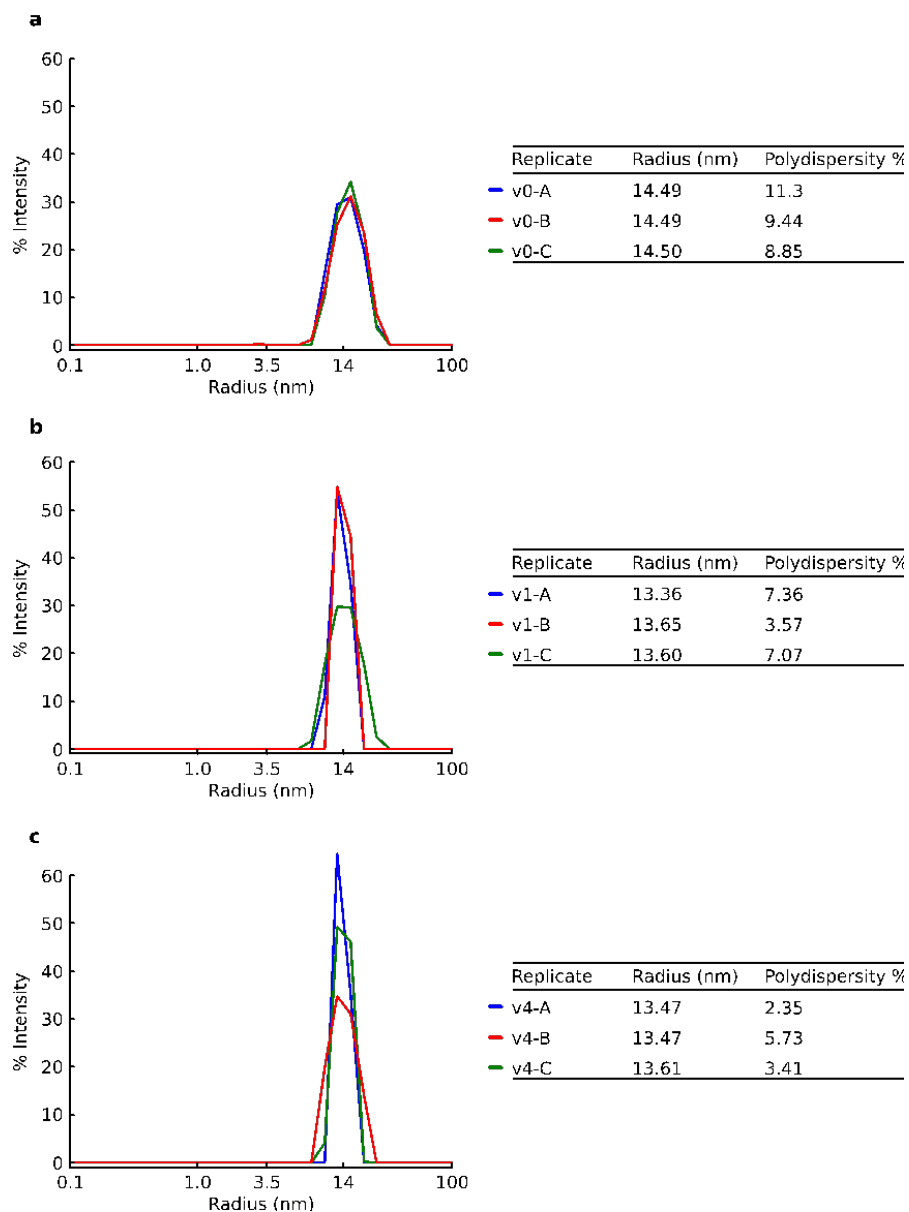 a
% Intensity
60
50
40
30
20
10
0
0.1 1.0 3.5 14 100
Radius (nm)
Replicate Radius (nm) Polydispersity %
v0-A 14.49 11.3
v0-B 14.49 9.44
v0-C 14.50 8.85
b
% Intensity
60
50
40
30
20
10
0
0.1 1.0 3.5 14 100
Radius (nm)
Replicate Radius (nm) Polydispersity %
v1-A 13.36 7.36
v1-B 13.65 3.57
v1-C 13.60 7.07
c
% Intensity
60
50
40
30
20
10
0
0.1 1.0 3.5 14 100
Radius (nm)
Replicate Radius (nm) Polydispersity %
v4-A 13.47 2.35
v4-B 13.47 5.73
v4-C 13.61 3.41